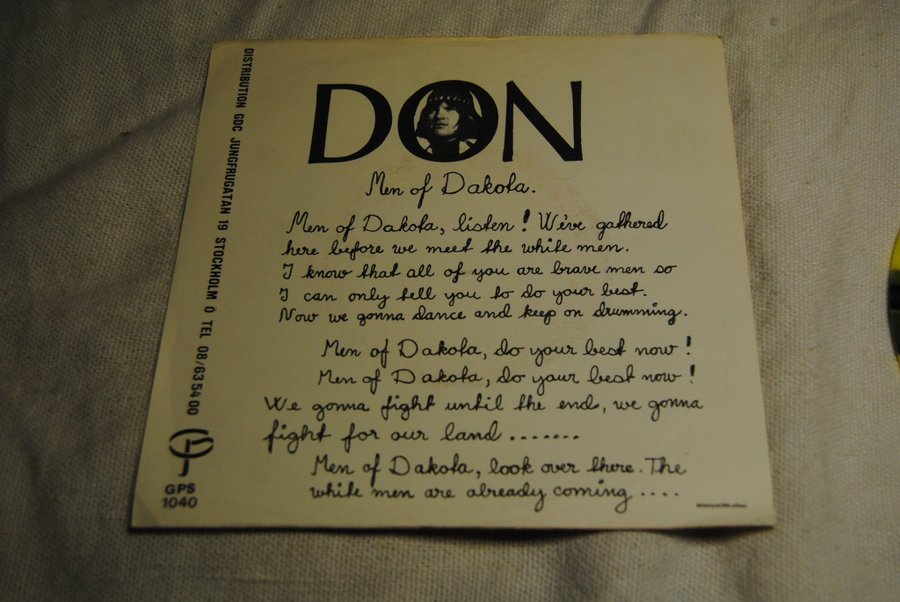 DISTRIBUTION GDC JUNGFRUGATAN 19 STOCKHOLM Ö TEL 08/63 54 00
GPS
1040
DON
Men of Dakota.
Men of Dakota, listen! We've gathered
here before we meet the white men.
I know that all of you are brave men so
I can only tell you to do your best.
Now we gonna dance and keep on drumming.
Men of Dakota, do your best now!
Men of Dakota, do your best now!
We gonna fight until the end, we gonna
fight for our land .......
Men of Dakota, look over there. The
white men are already coming ....